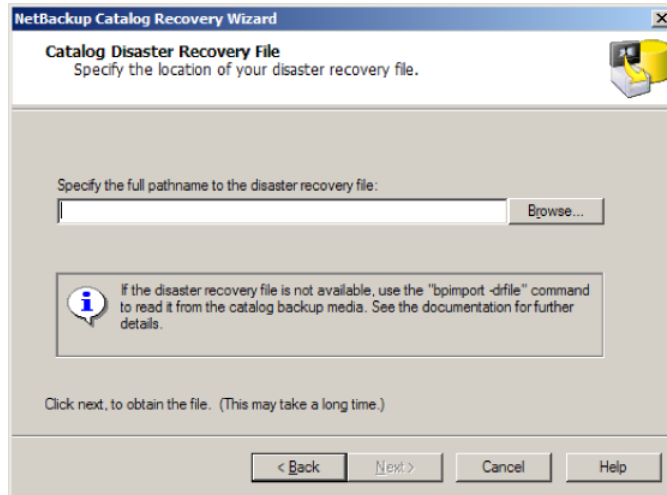 NetBackup Catalog Recovery Wizard
Catalog Disaster Recovery File
Specify the location of your disaster recovery file.
Specify the full pathname to the disaster recovery file:
Browse...
If the disaster recovery file is not available, use the "bpimport -drfile" command
to read it from the catalog backup media. See the documentation for further
details.
Click next, to obtain the file. (This may take a long time.)
< Back Next > Cancel Help